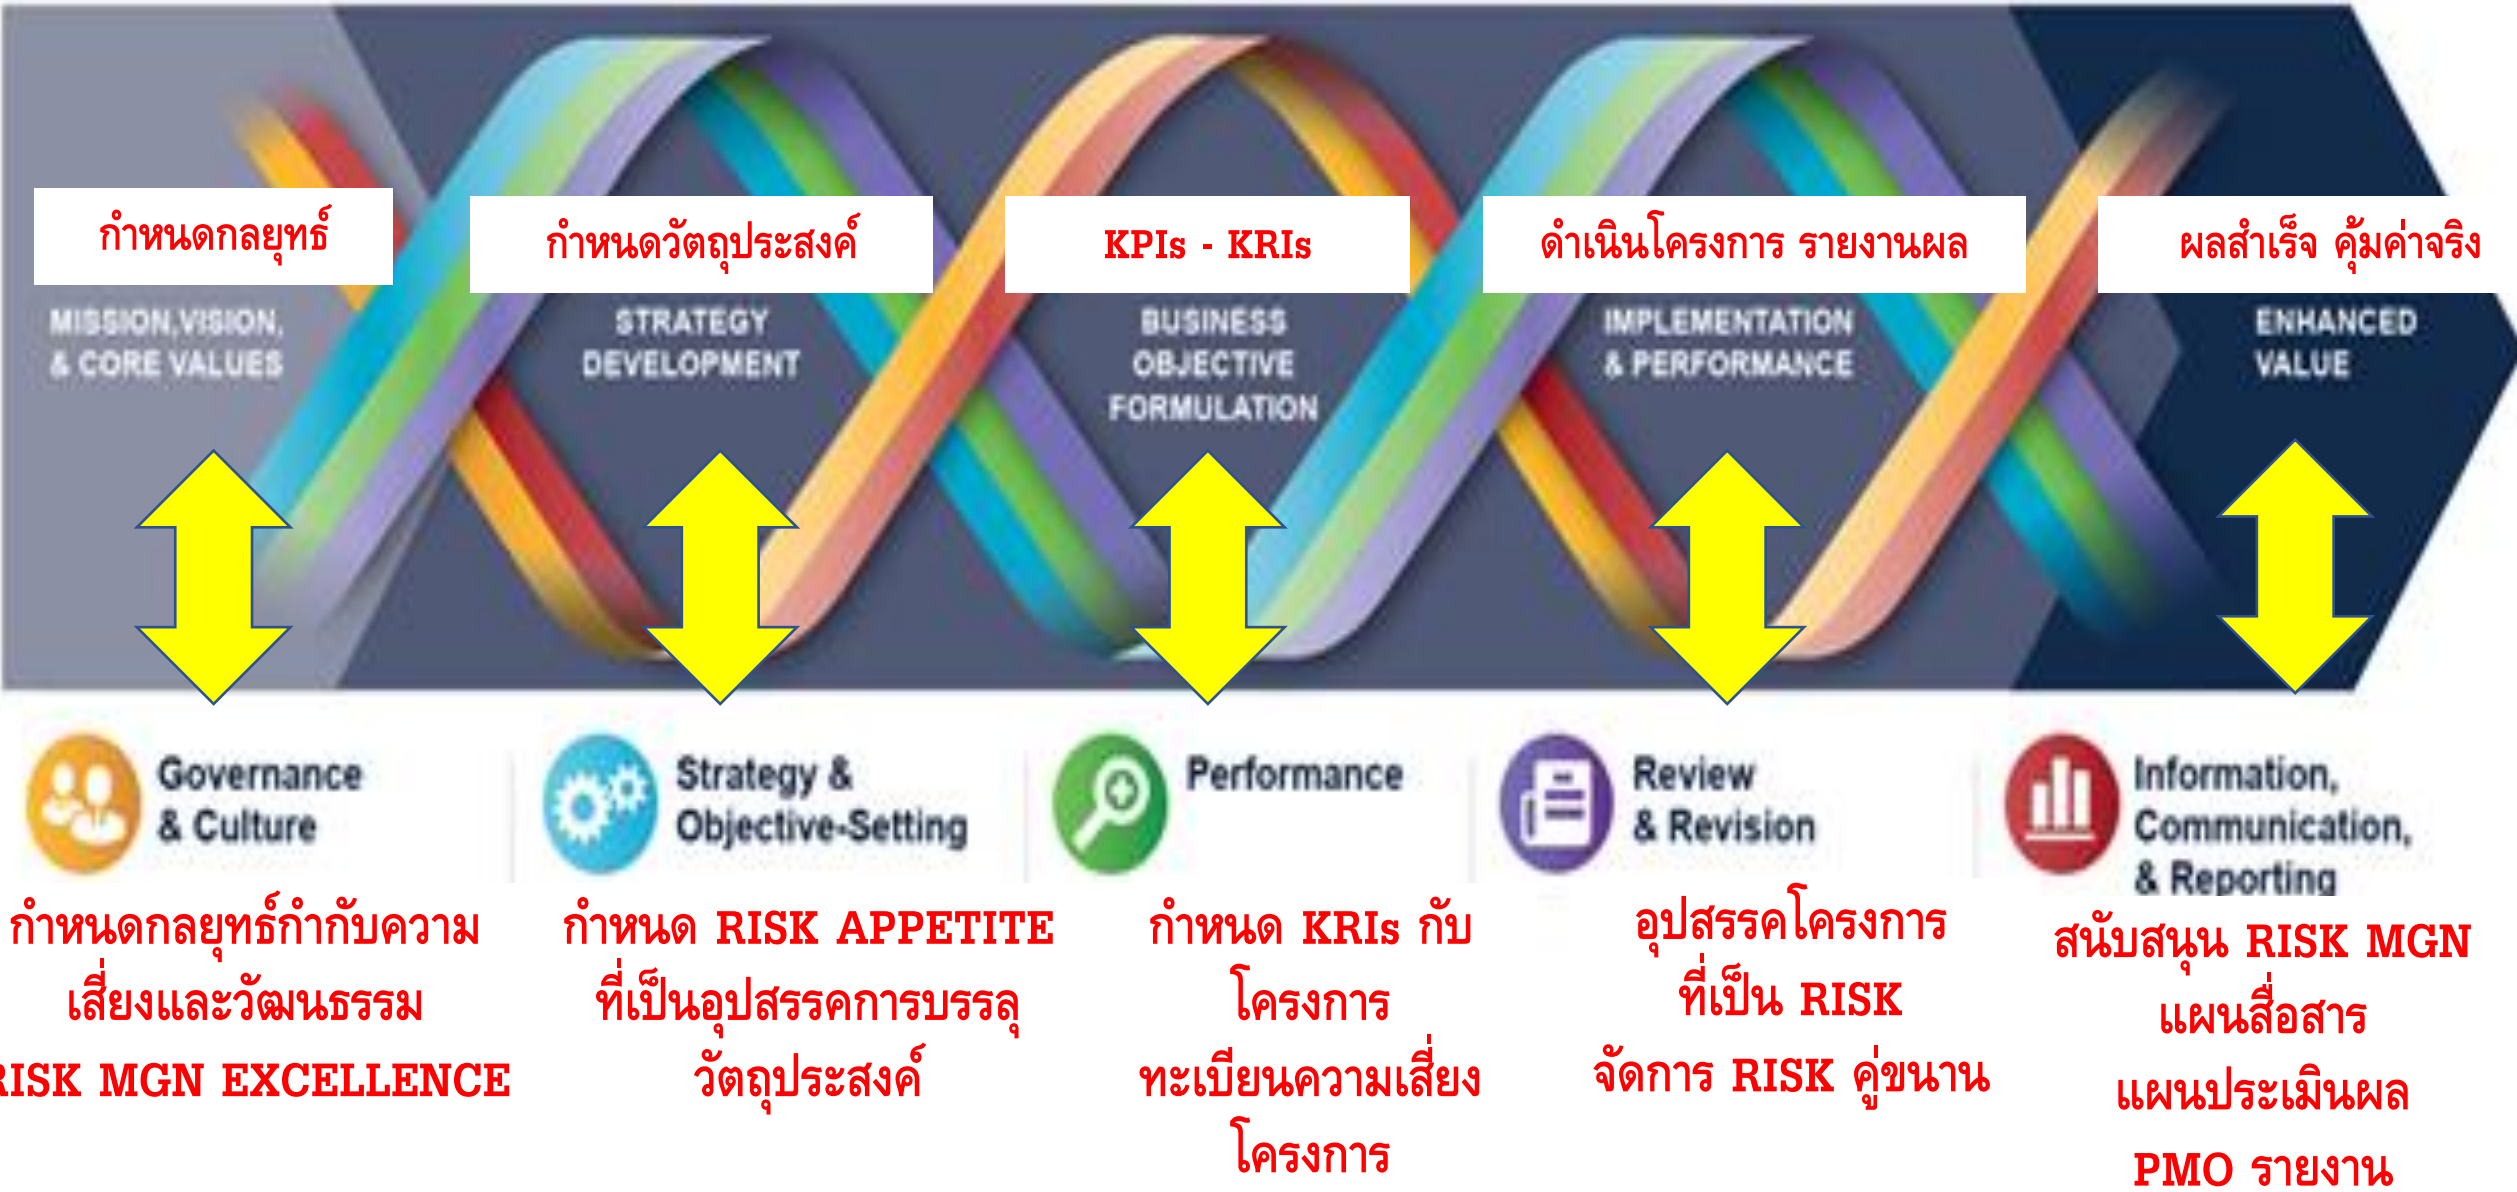 กำหนดกลยุทธ์
กำหนดวัตถุประสงค์
KPIs - KRIs
ดำเนินโครงการ รายงานผล
ผลสำเร็จ คุ้มค่าจริง
MISSION,VISION,
& CORE VALUES
STRATEGY
DEVELOPMENT
BUSINESS
OBJECTIVE
FORMULATION
IMPLEMENTATION
& PERFORMANCE
ENHANCED
VALUE
Governance
& Culture
Strategy &
Objective-Setting
Performance
Review
& Revision
Information,
Communication,
& Reporting
กำหนดกลยุทธ์กำกับความ
เสี่ยงและวัฒนธรรม
RISK MGN EXCELLENCE
กำหนด RISK APPETITE
ที่เป็นอุปสรรคการบรรลุ
วัตถุประสงค์
กำหนด KRIs กับ
โครงการ
ทะเบียนความเสี่ยง
โครงการ
อุปสรรคโครงการ
ที่เป็น RISK
จัดการ RISK คู่ขนาน
สนับสนุน RISK MGN
แผนสื่อสาร
แผนประเมินผล
PMO รายงาน